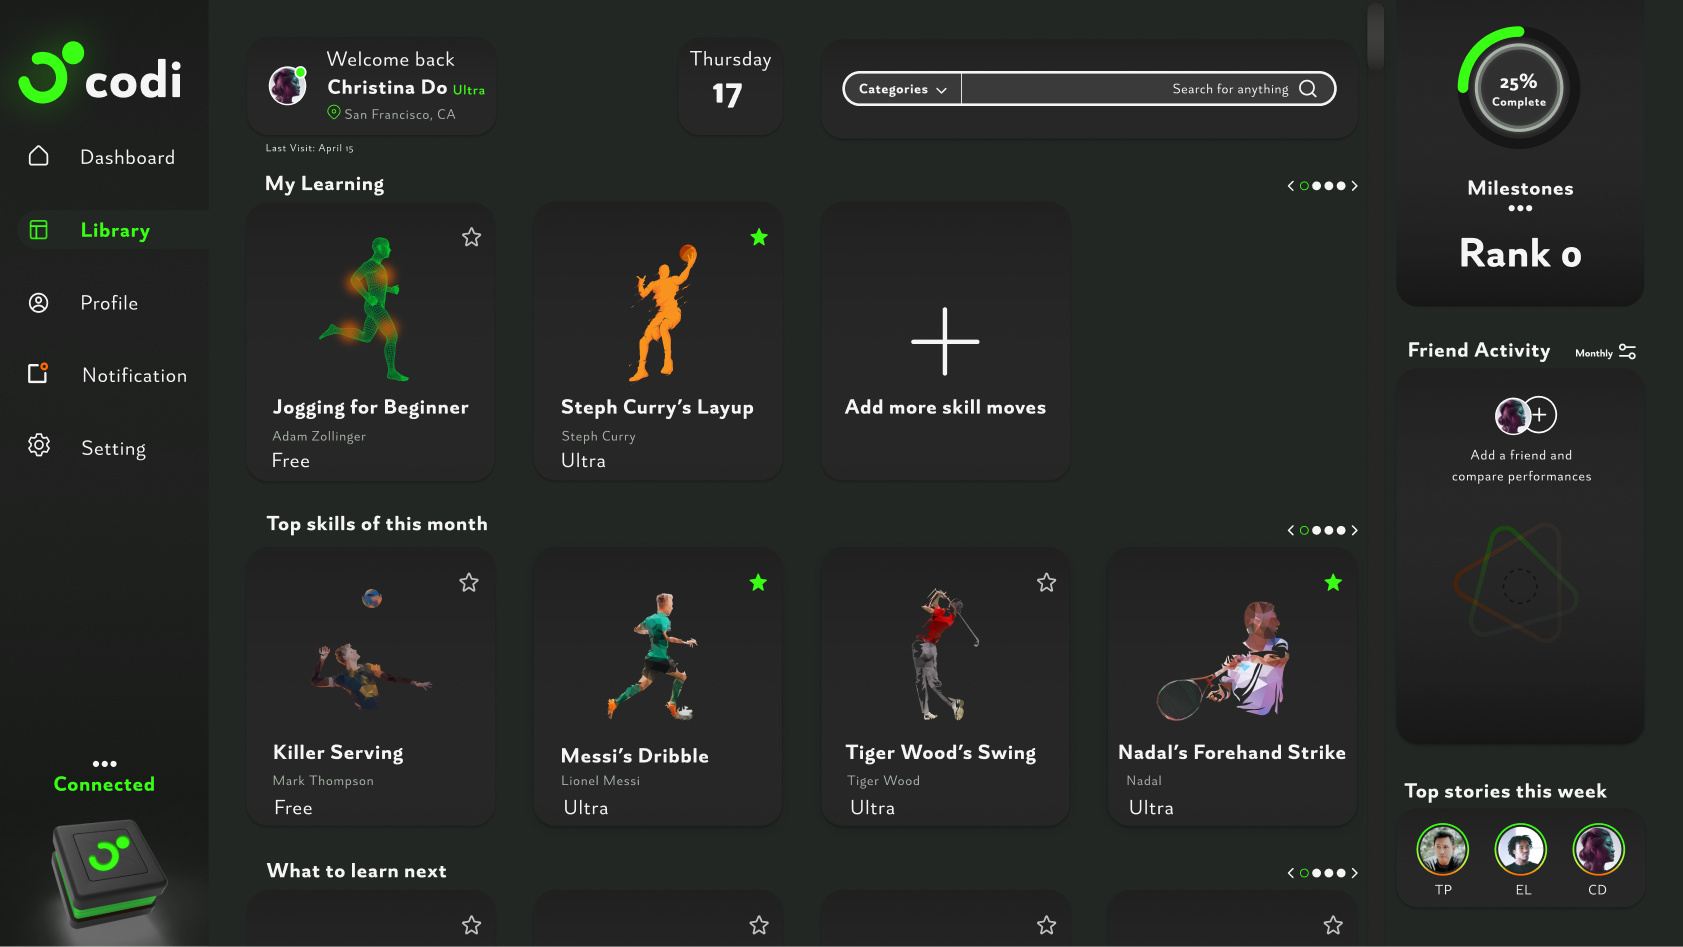 codi
Dashboard
Library
Profile
Notification
Setting
Connected
Welcome back
Christina Do Ultra
San Francisco, CA
Last Visit: April 15
Thursday
17
Categories
Search for anything
My Learning
Jogging for Beginner
Adam Zollinger
Free
Steph Curry’s Layup
Steph Curry
Ultra
Add more skill moves
Top skills of this month
Killer Serving
Mark Thompson
Free
Messi’s Dribble
Lionel Messi
Ultra
Tiger Wood’s Swing
Tiger Wood
Ultra
Nadal’s Forehand Strike
Nadal
Ultra
What to learn next
25%
Complete
Milestones
Rank 0
Friend Activity
Monthly
Add a friend and
compare performances
Top stories this week
TP
EL
CD